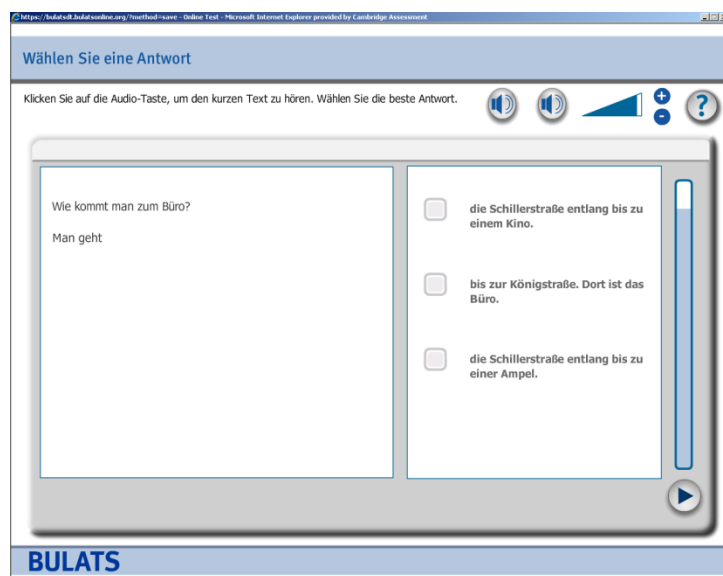 https://bulatsdt.bulatsonline.org/?method=save - Online Test - Microsoft Internet Explorer provided by Cambridge Assessment
Wählen Sie eine Antwort
Klicken Sie auf die Audio-Taste, um den kurzen Text zu hören. Wählen Sie die beste Antwort.
Wie kommt man zum Büro?
Man geht
die Schillerstraße entlang bis zu
einem Kino.
bis zur Königstraße. Dort ist das
Büro.
die Schillerstraße entlang bis zu
einer Ampel.
BULATS